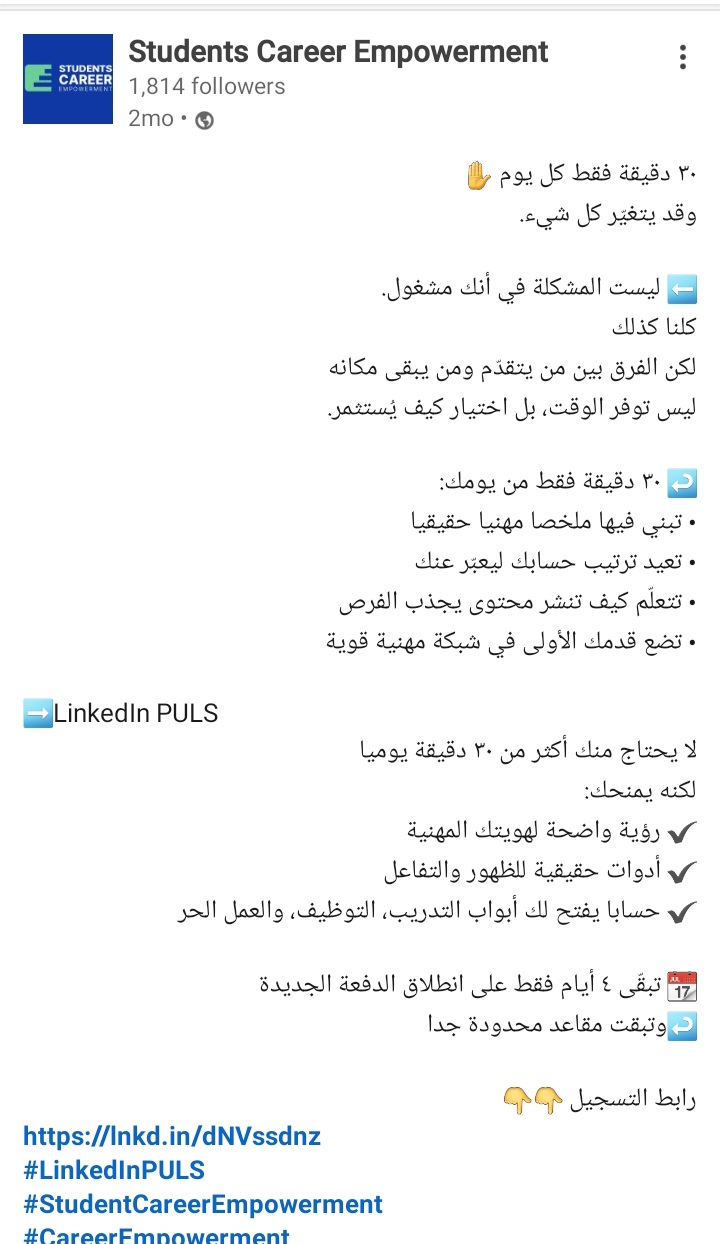 STUDENTS
CAREER
EMPOWERMENT
Students Career Empowerment
1,814 followers
2mo •
٣٠ دقيقة فقط كل يوم ✋
وقد يتغيّر كل شيء.
⬅️ ليست المشكلة في أنك مشغول.
كلنا كذلك
لكن الفرق بين من يتقدّم ومن يبقى مكانه
ليس توفر الوقت، بل اختيار كيف يُستثمر.
↩️ ٣٠ دقيقة فقط من يومك:
• تبني فيها ملخصا مهنيا حقيقيا
• تعيد ترتيب حسابك ليعبّر عنك
• تتعلّم كيف تنشر محتوى يجذب الفرص
• تضع قدمك الأولى في شبكة مهنية قوية
➡️LinkedIn PULS
لا يحتاج منك أكثر من ٣٠ دقيقة يوميا
لكنه يمنحك:
✔️ رؤية واضحة لهويتك المهنية
✔️ أدوات حقيقية للظهور والتفاعل
✔️ حسابا يفتح لك أبواب التدريب، التوظيف، والعمل الحر
📅 تبقّى ٤ أيام فقط على انطلاق الدفعة الجديدة
↩️وتبقت مقاعد محدودة جدا
رابط التسجيل 👇👇
https://lnkd.in/dNVssdnz
#LinkedInPULS
#StudentCareerEmpowerment
#CareerEmpowerment